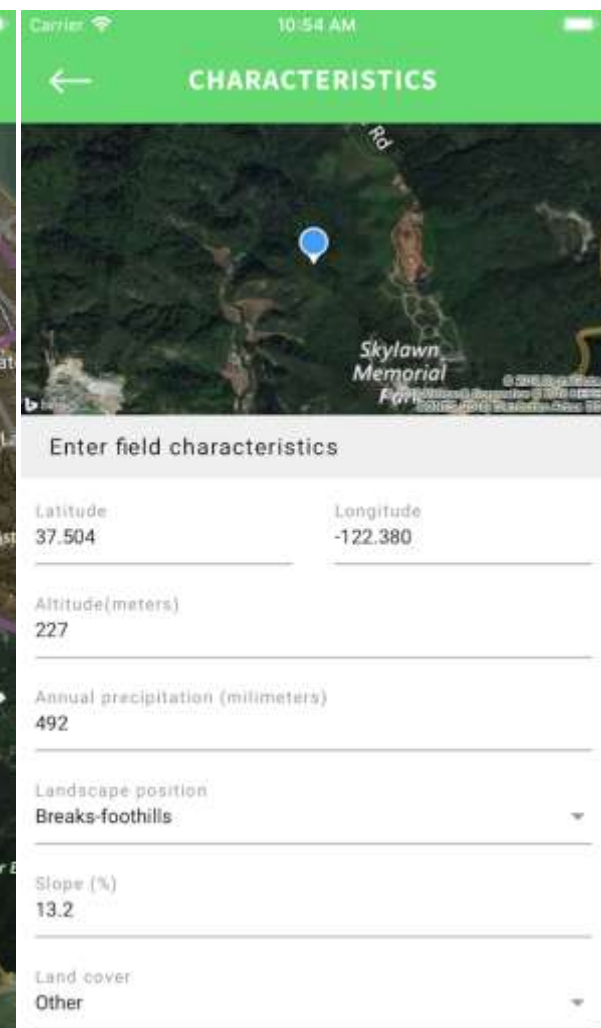 Carrier 10:54 AM
CHARACTERISTICS
Rd
Skylawn
Memorial
Enter field characteristics
Latitude Longitude
37.504 -122.380
Altitude(meters)
227
Annual precipitation (milimeters)
492
Landscape position
Breaks-foothills
Slope (%)
13.2
Land cover
Other